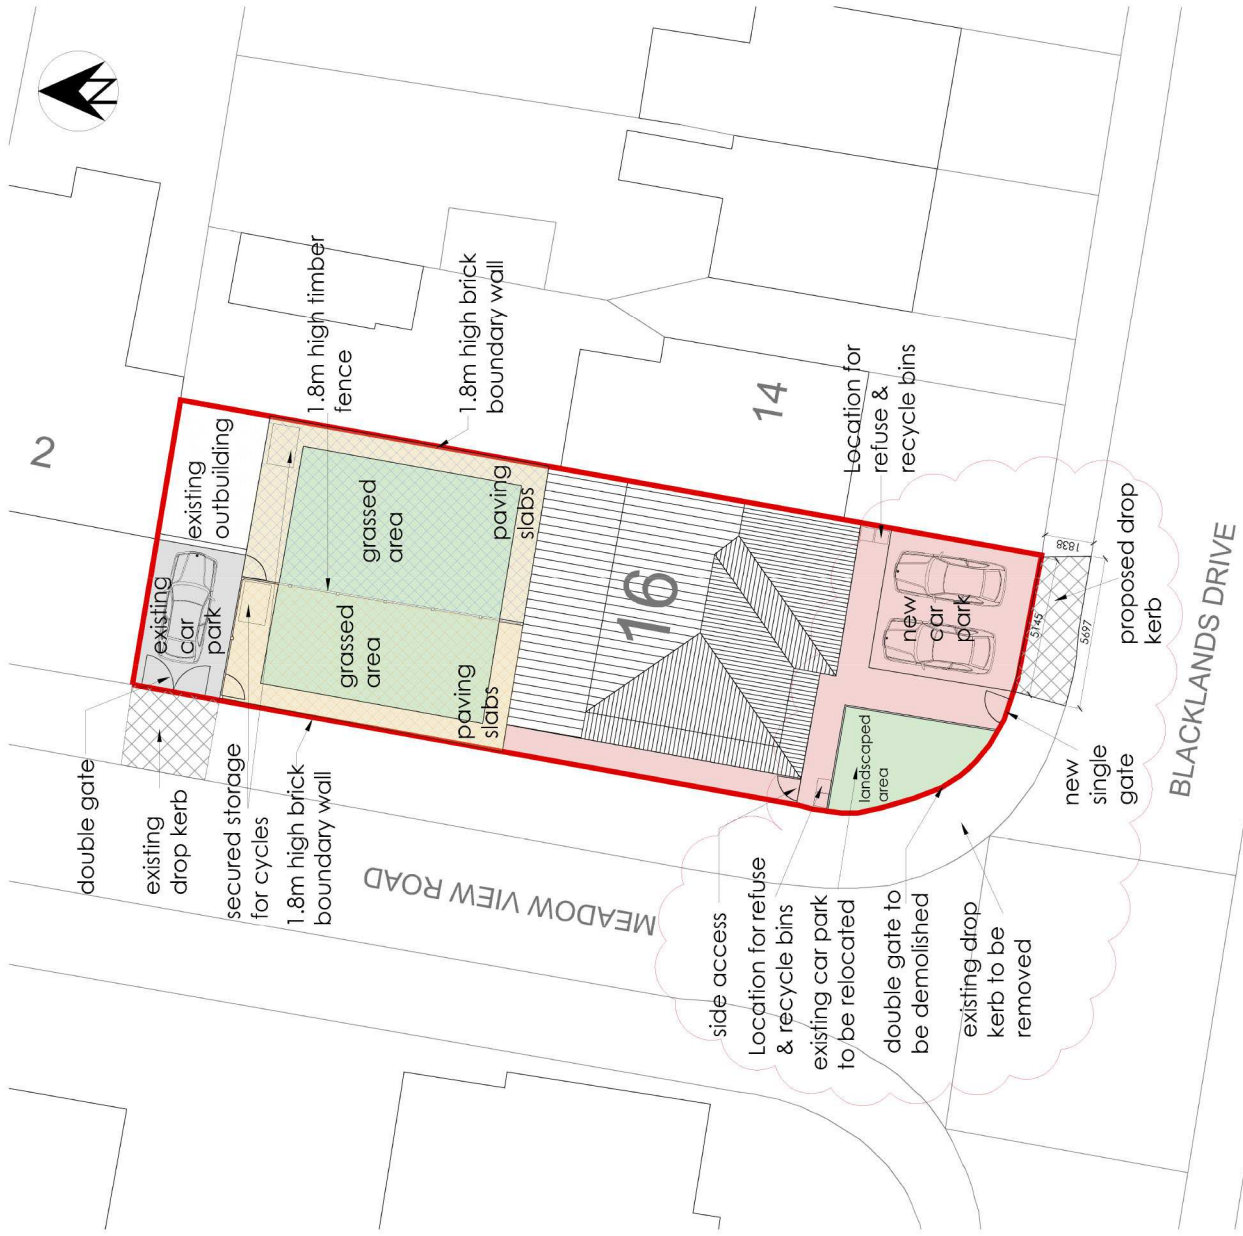 N
2
14
16
existing
outbuilding
existing
car
park
1.8m high timber
fence
1.8m high brick
boundary wall
grassed
area
grassed
area
paving
slabs
paving
slabs
Location for
refuse &
recycle bins
new
car
park
landscaped
area
1838
5745
5697
proposed drop
kerb
BLACKLANDS DRIVE
new
single
gate
double gate
existing
drop kerb
secured storage
for cycles
1.8m high brick
boundary wall
MEADOW VIEW ROAD
side access
Location for refuse
& recycle bins
existing car park
to be relocated
double gate to
be demolished
existing drop
kerb to be
removed